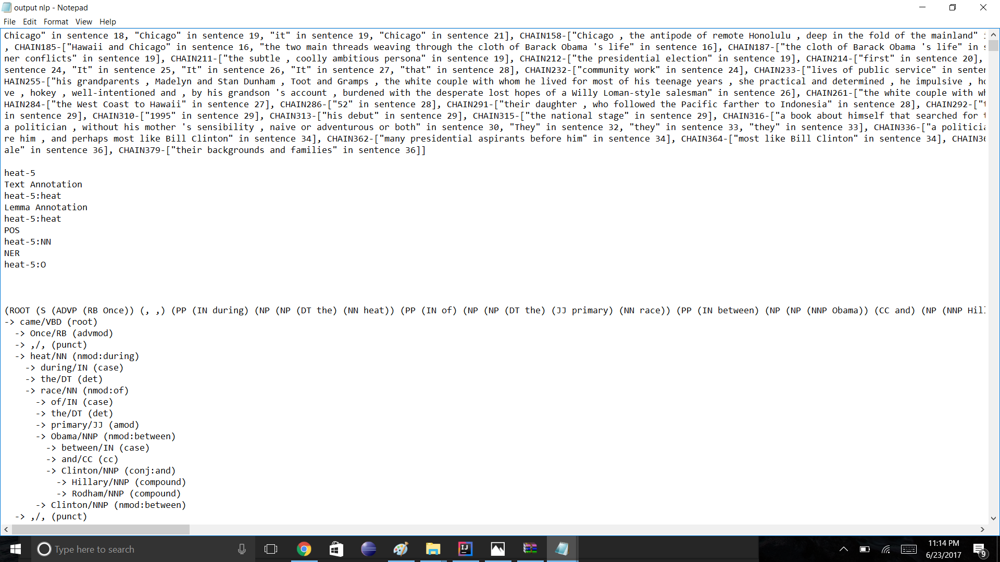 output nlp - Notepad
File Edit Format View Help
Chicago" in sentence 18, "Chicago" in sentence 19, "it" in sentence 19, "Chicago" in sentence 21], CHAIN158-["Chicago , the antipode of remote Honolulu , deep in the fold of the mainland"
, CHAIN185-["Hawaii and Chicago" in sentence 16, "the two main threads weaving through the cloth of Barack Obama 's life" in sentence 16], CHAIN187-["the cloth of Barack Obama 's life" in
ner conflicts" in sentence 19], CHAIN211-["the subtle , coolly ambitious persona" in sentence 19], CHAIN212-["the presidential election" in sentence 19], CHAIN214-["first" in sentence 20],
sentence 24, "It" in sentence 25, "It" in sentence 26, "It" in sentence 27, "that" in sentence 28], CHAIN232-["community work" in sentence 24], CHAIN233-["lives of public service" in senten
HAIN255-["his grandparents , Madelyn and Stan Dunham , Toot and Gramps , the white couple with whom he lived for most of his teenage years , she practical and determined , he impulsive , ho
ve , hokey , well-intentioned and , by his grandson 's account , burdened with the desperate lost hopes of a Willy Loman-style salesman" in sentence 26], CHAIN261-["the white couple with wh
HAIN284-["the West Coast to Hawaii" in sentence 27], CHAIN286-["52" in sentence 28], CHAIN291-["their daughter , who followed the Pacific farther to Indonesia" in sentence 28], CHAIN292-["t
in sentence 29], CHAIN310-["1995" in sentence 29], CHAIN313-["his debut" in sentence 29], CHAIN315-["the national stage" in sentence 29], CHAIN316-["a book about himself that searched for t
a politician , without his mother 's sensibility , naive or adventurous or both" in sentence 30, "They" in sentence 32, "they" in sentence 33, "they" in sentence 33], CHAIN336-["a politicia
re him , and perhaps most like Bill Clinton" in sentence 34], CHAIN362-["many presidential aspirants before him" in sentence 34], CHAIN364-["most like Bill Clinton" in sentence 34], CHAIN36
ale" in sentence 36], CHAIN379-["their backgrounds and families" in sentence 36]]
heat-5
Text Annotation
heat-5:heat
Lemma Annotation
heat-5:heat
POS
heat-5:NN
NER
heat-5:O
(ROOT (S (ADVP (RB Once)) (, ,) (PP (IN during) (NP (NP (DT the) (NN heat)) (PP (IN of) (NP (NP (DT the) (JJ primary) (NN race)) (PP (IN between) (NP (NP (NNP Obama)) (CC and) (NP (NNP Hil
-> came/VBD (root)
-> Once/RB (advmod)
-> ,/, (punct)
-> heat/NN (nmod:during)
-> during/IN (case)
-> the/DT (det)
-> race/NN (nmod:of)
-> of/IN (case)
-> the/DT (det)
-> primary/JJ (amod)
-> Obama/NNP (nmod:between)
-> between/IN (case)
-> and/CC (cc)
-> Clinton/NNP (conj:and)
-> Hillary/NNP (compound)
-> Rodham/NNP (compound)
-> Clinton/NNP (nmod:between)
-> ,/, (punct)
Type here to search
11:14 PM
6/23/2017
9